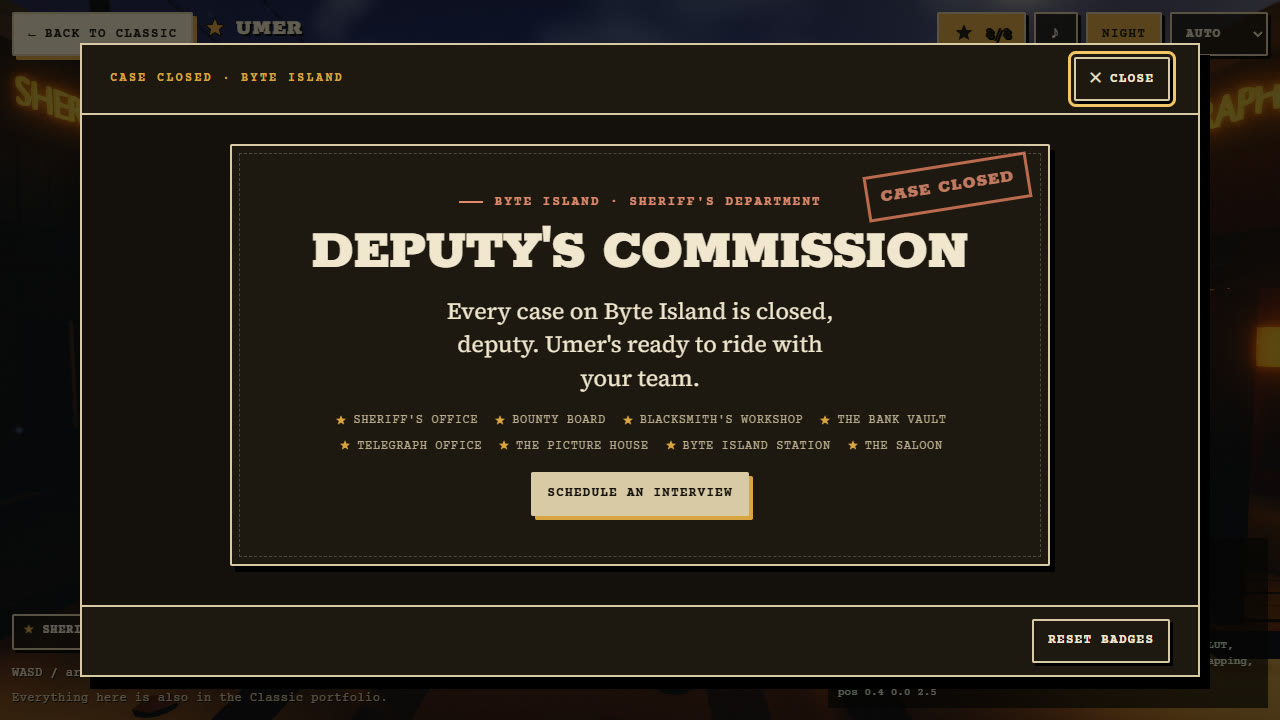 ← BACK TO CLASSIC
★ UMER
★ 8/8
♪
NIGHT
AUTO
CASE CLOSED · BYTE ISLAND
✕ CLOSE
CASE CLOSED
BYTE ISLAND · SHERIFF'S DEPARTMENT
DEPUTY'S COMMISSION
Every case on Byte Island is closed,
deputy. Umer's ready to ride with
your team.
★ SHERIFF'S OFFICE ★ BOUNTY BOARD ★ BLACKSMITH'S WORKSHOP ★ THE BANK VAULT
★ TELEGRAPH OFFICE ★ THE PICTURE HOUSE ★ BYTE ISLAND STATION ★ THE SALOON
SCHEDULE AN INTERVIEW
RESET BADGES
WASD /
Everything here is also in the Classic portfolio.
pos 0.4 0.0 2.5